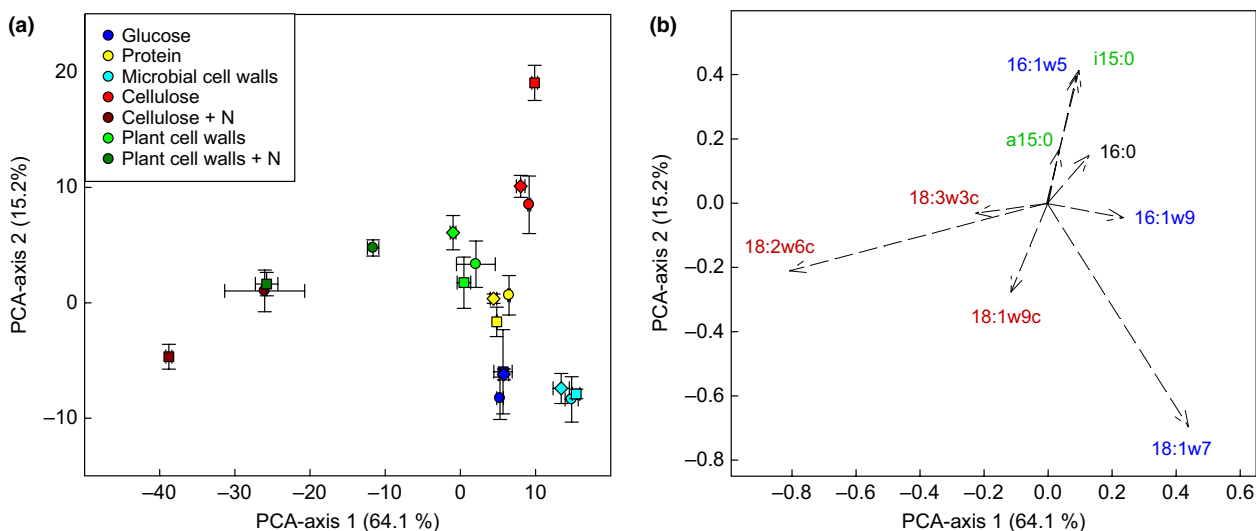 (a)
Glucose
Protein
Microbial cell walls
Cellulose
Cellulose + N
Plant cell walls
Plant cell walls + N
20
10
0
–10
PCA-axis 2 (15.2%)
–40 –30 –20 –10 0 10
PCA-axis 1 (64.1 %)
(b)
0.4
0.2
0.0
–0.2
–0.4
–0.6
–0.8
PCA-axis 2 (15.2%)
16:1w5
i15:0
a15:0
16:0
18:3w3c
16:1w9
18:2w6c
18:1w9c
18:1w7
–0.8 –0.6 –0.4 –0.2 0.0 0.2 0.4 0.6
PCA-axis 1 (64.1 %)